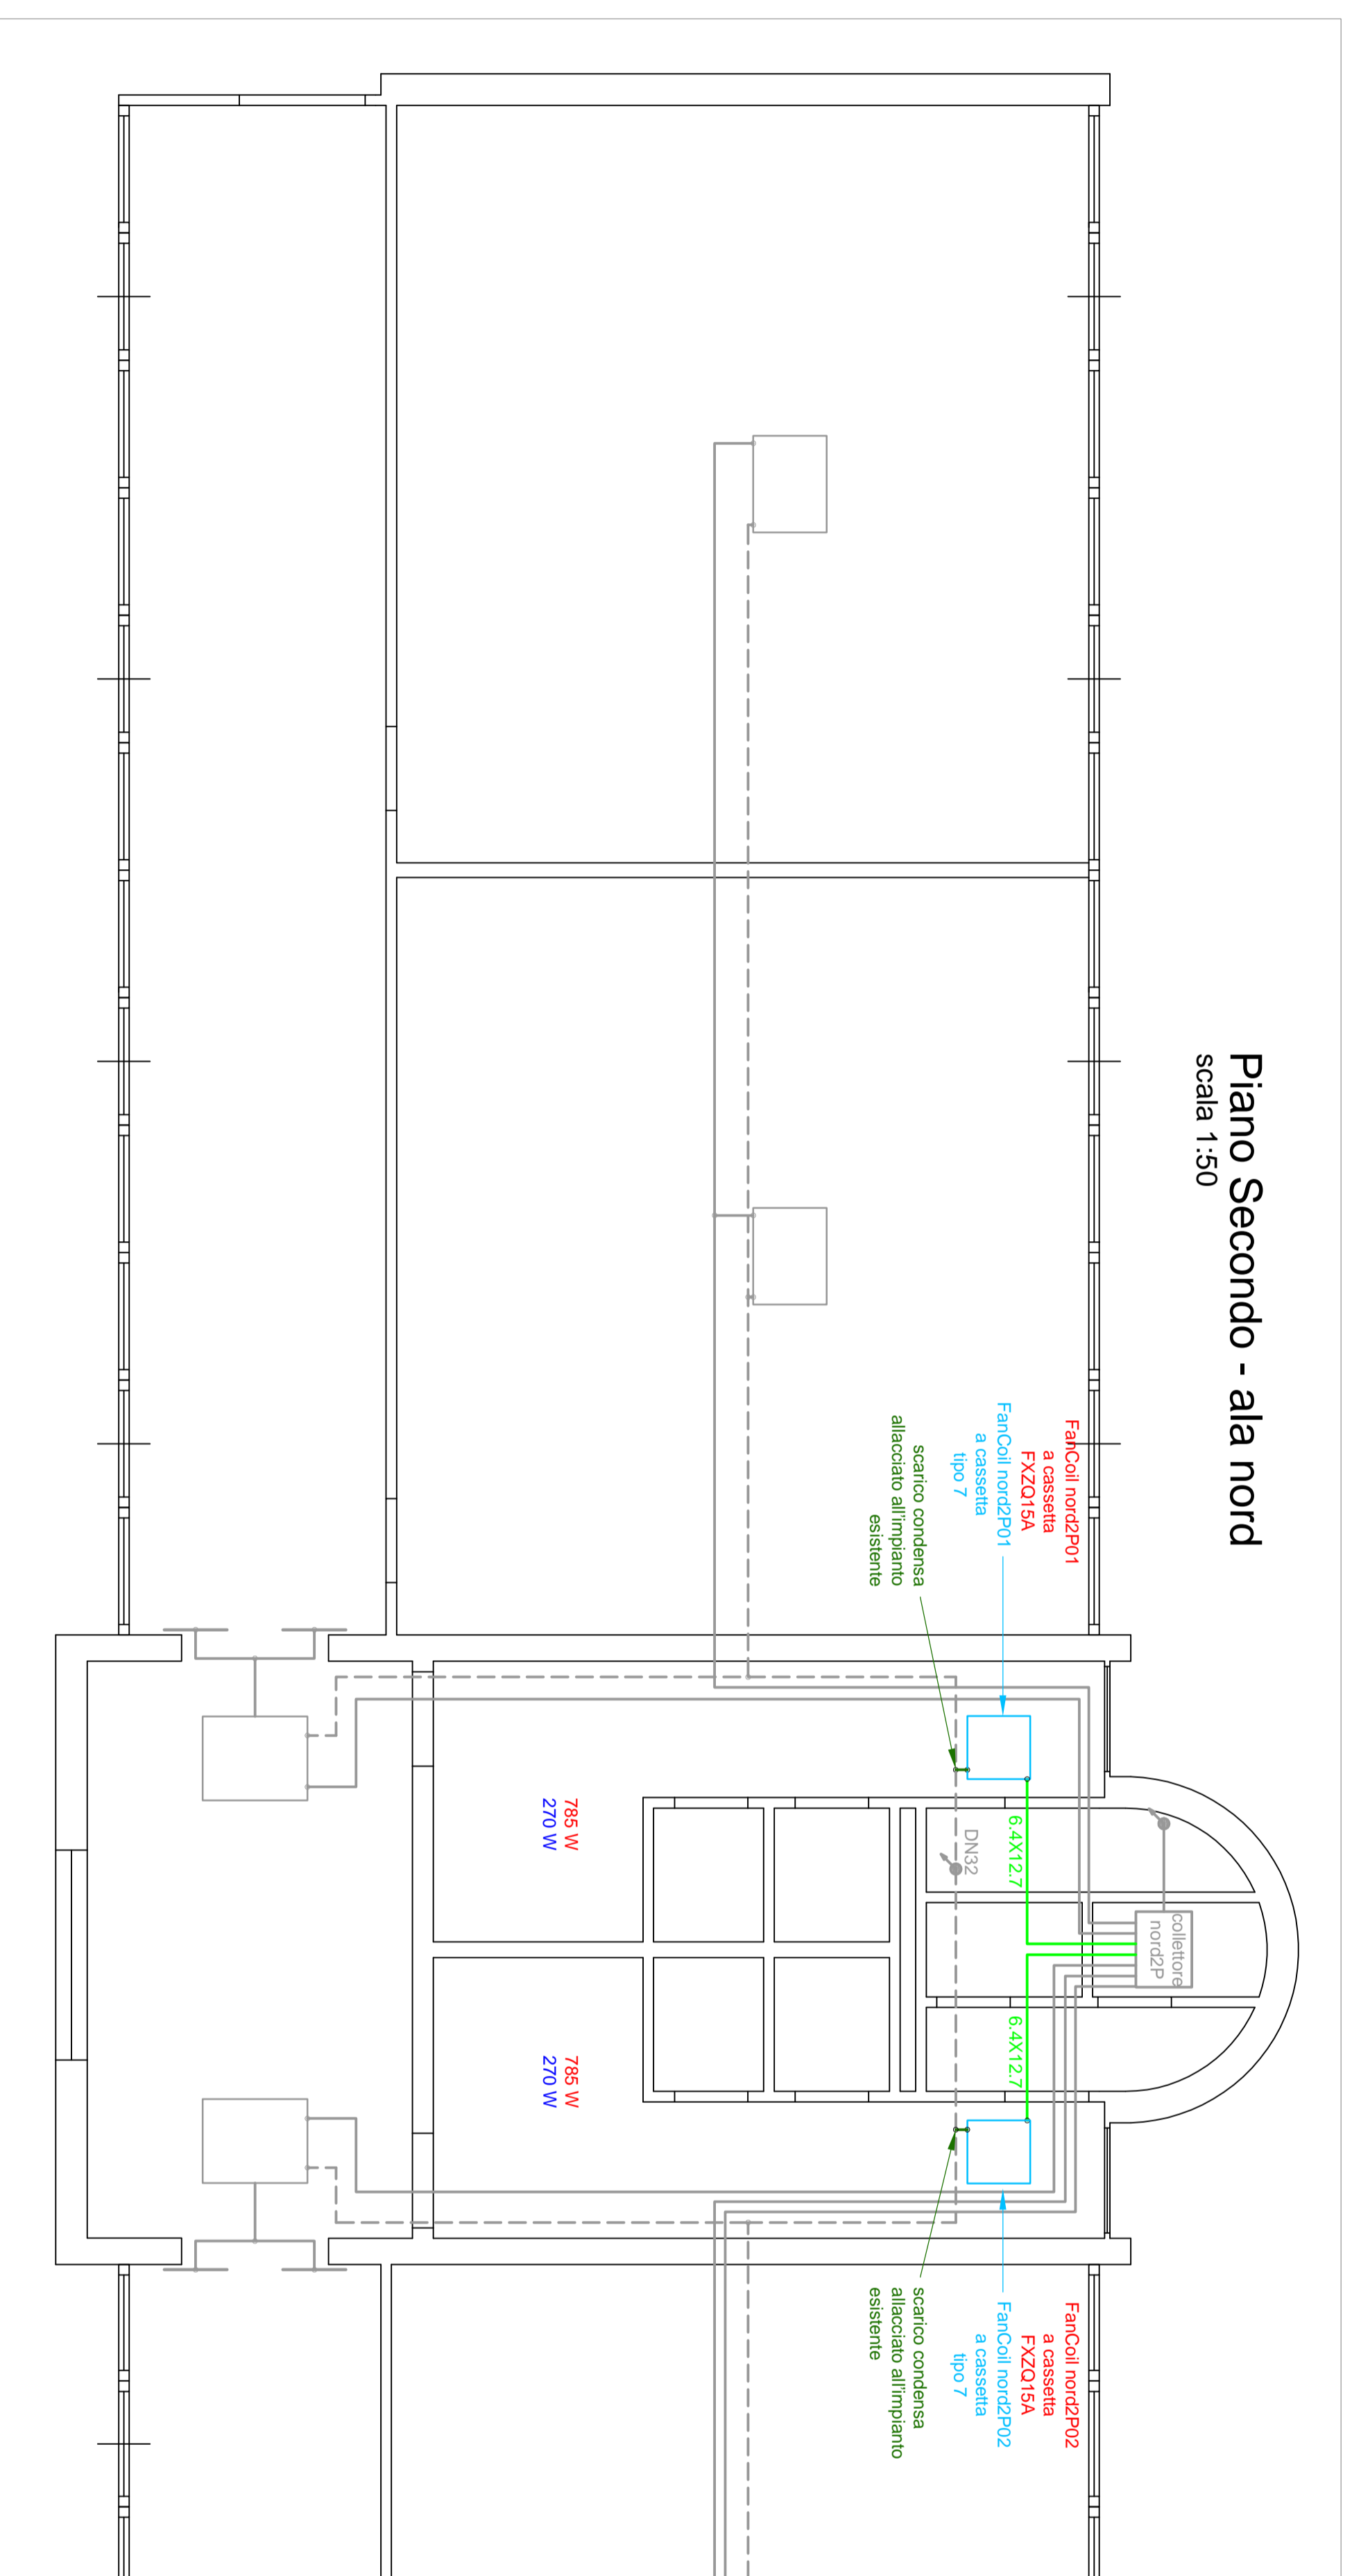 Piano Secondo - ala nord
scala 1:50
FanCoil nord2P01
a cassetta
FXZQ15A
FanCoil nord2P01
a cassetta
tipo 7
scarico condensa
allacciato all'impianto
esistente
6.4X12.7
DN32
collettore
nord2P
785 W
270 W
6.4X12.7
785 W
270 W
FanCoil nord2P02
a cassetta
FXZQ15A
FanCoil nord2P02
a cassetta
tipo 7
scarico condensa
allacciato all'impianto
esistente